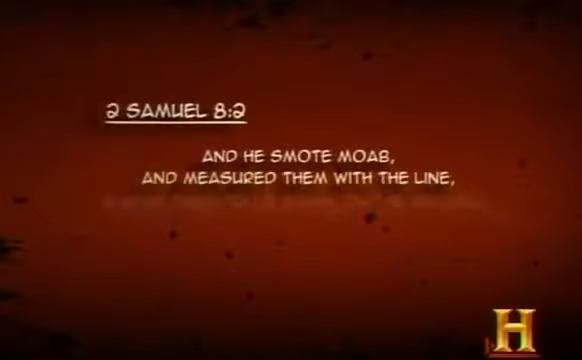 2 SAMUEL 8:2
AND HE SMOTE MOAB,
AND MEASURED THEM WITH THE LINE,
H